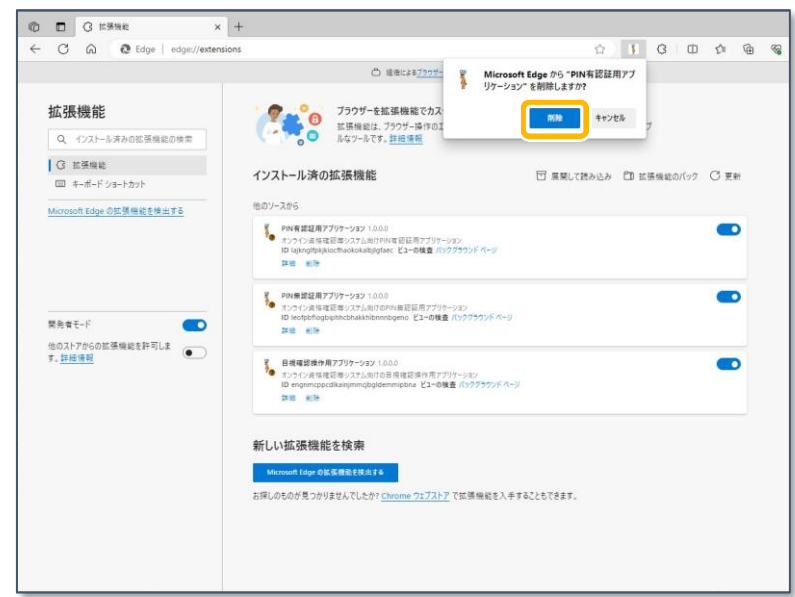 拡張機能
Edge
edge://extensions
Microsoft Edge から "PIN有認証用アプ
リケーション" を削除しますか?
削除
キャンセル
拡張機能
インストール済みの拡張機能の検索
拡張機能
キーボード ショートカット
Microsoft Edge の拡張機能を検出する
開発者モード
他のストアからの拡張機能を許可しま
す。詳細情報
ブラウザーを拡張機能でカス
拡張機能は、ブラウザー操作のエ
ルなツールです。詳細情報
インストール済の拡張機能
展開して読み込み
拡張機能のパック
更新
他のソースから
PIN有認証用アプリケーション 1.0.0.0
オンライン資格確認等システム向けPIN有認証用アプリケーション
ビューの検査 バックグラウンド ページ
詳細 削除
PIN無認証用アプリケーション 1.0.0.0
オンライン資格確認等システム向けのPIN無認証用アプリケーション
ビューの検査 バックグラウンド ページ
詳細 削除
目視確認操作用アプリケーション 1.0.0.0
オンライン資格確認等システム向けの目視確認操作用アプリケーション
ビューの検査 バックグラウンド ページ
詳細 削除
新しい拡張機能を検索
Microsoft Edge の拡張機能を検出する
お探しのものが見つかりませんでしたか? Chrome ウェブストア で拡張機能を入手することもできます。